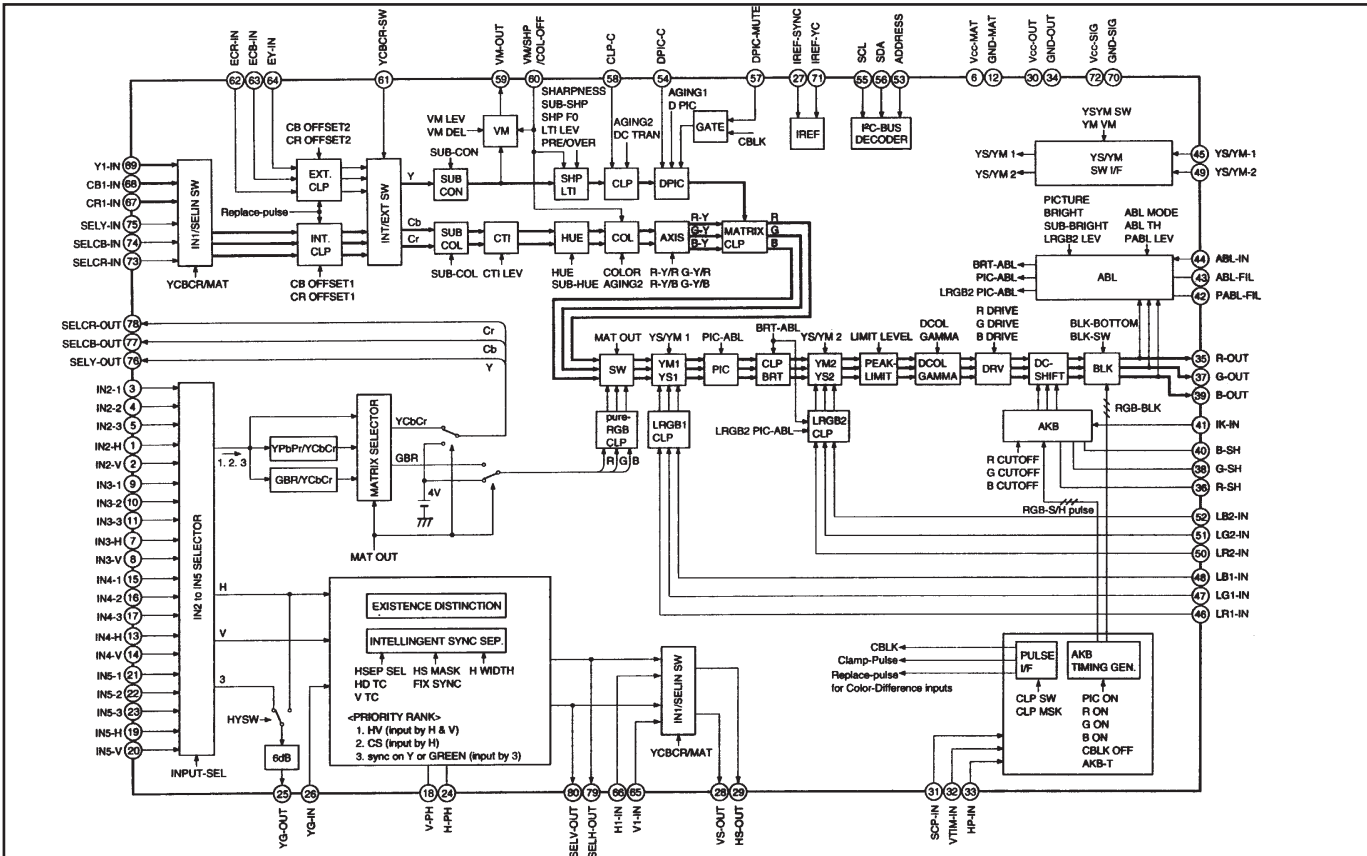 ECR-IN
ECB-IN
EY-IN
YCBCR-SW
VM-OUT
VM/SHP
/COL-OFF
CLP-C
DPIC-C
DPIC-MUTE
IREF-SYNC
IREF-YC
SCL
SDA
ADDRESS
Vcc-MAT
GND-MAT
Vcc-OUT
GND-OUT
Vcc-SIG
GND-SIG
62
63
64
61
59
60
58
54
57
27
71
55
56
53
6
12
30
34
72
70
CB OFFSET2
CR OFFSET2
VM LEV
VM DEL
VM
SHARPNESS
SUB-SHP
SHP F0
LTI LEV
PRE/OVER
AGING2
DC TRAN
AGING1
D PIC
GATE
CBLK
IREF
I²C-BUS
DECODER
YSYM SW
YM VM
YS/YM 1
YS/YM 2
YS/YM
SW I/F
45 YS/YM-1
49 YS/YM-2
Y1-IN 69
CB1-IN 68
CR1-IN 67
SELY-IN 75
SELCB-IN 74
SELCR-IN 73
IN1/SELIN SW
YCBCR/MAT
EXT.
CLP
Replace-pulse
INT.
CLP
CB OFFSET1
CR OFFSET1
INT/EXT SW
Y
Cb
Cr
SUB-CON
SUB
CON
SHP
LTI
CLP
DPIC
SUB
COL
CTI
HUE
COL
AXIS
R-Y
G-Y
B-Y
MATRIX
CLP
R
G
B
SUB-COL
CTI LEV
HUE
SUB-HUE
COLOR
AGING2
R-Y/R G-Y/R
R-Y/B G-Y/B
PICTURE
BRIGHT
SUB-BRIGHT
LRGB2 LEV
ABL MODE
ABL TH
PABL LEV
BRT-ABL
PIC-ABL
LRGB2 PIC-ABL
ABL
44 ABL-IN
43 ABL-FIL
42 PABL-FIL
SELCR-OUT 78
SELCB-OUT 77
SELY-OUT 76
Cr
Cb
Y
MAT OUT
YS/YM 1
PIC-ABL
BRT-ABL
YS/YM 2
LIMIT LEVEL
DCOL
GAMMA
R DRIVE
G DRIVE
B DRIVE
BLK-BOTTOM
BLK-SW
SW
YM1
YS1
PIC
CLP
BRT
YM2
YS2
PEAK-
LIMIT
DCOL
GAMMA
DRV
DC-
SHIFT
BLK
35 R-OUT
37 G-OUT
39 B-OUT
pure-
RGB
CLP
R G B
LRGB1
CLP
LRGB2 PIC-ABL
LRGB2
CLP
AKB
RGB-BLK
R CUTOFF
G CUTOFF
B CUTOFF
RGB-S/H pulse
41 IK-IN
40 B-SH
38 G-SH
36 R-SH
52 LB2-IN
51 LG2-IN
50 LR2-IN
48 LB1-IN
47 LG1-IN
46 LR1-IN
IN2-1 3
IN2-2 4
IN2-3 5
IN2-H 1
IN2-V 2
IN3-1 9
IN3-2 10
IN3-3 11
IN3-H 7
IN3-V 8
IN4-1 15
IN4-2 16
IN4-3 17
IN4-H 13
IN4-V 14
IN5-1 21
IN5-2 22
IN5-3 23
IN5-H 19
IN5-V 20
IN2 to IN5 SELECTOR
INPUT-SEL
1. 2. 3
YPbPr/YCbCr
GBR/YCbCr
MATRIX SELECTOR
YCbCr
GBR
4V
MAT OUT
H
V
3
HYSW
6dB
EXISTENCE DISTINCTION
INTELLINGENT SYNC SEP.
HSEP SEL
HD TC
V TC
HS MASK
FIX SYNC
H WIDTH
<PRIORITY RANK>
1. HV (input by H & V)
2. CS (input by H)
3. sync on Y or GREEN (input by 3)
IN1/SELIN SW
YCBCR/MAT
CBLK
Clamp-Pulse
Replace-pulse
for Color-Difference inputs
PULSE
I/F
CLP SW
CLP MSK
AKB
TIMING GEN.
PIC ON
R ON
G ON
B ON
CBLK OFF
AKB-T
25
26
18
24
80
79
66
65
28
29
31
32
33
YG-OUT
YG-IN
V-PH
H-PH
SELV-OUT
SELH-OUT
H1-IN
V1-IN
VS-OUT
HS-OUT
SCP-IN
VTIM-IN
HP-IN